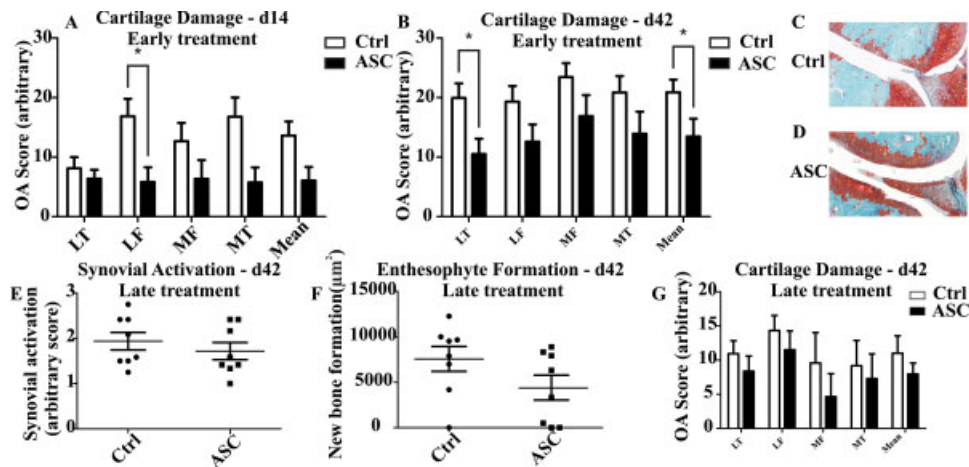 A
Cartilage Damage - d14
Early treatment
OA Score (arbitrary)
30
20
10
0
*
Ctrl
ASC
LT
LF
MF
MT
Mean
B
Cartilage Damage - d42
Early treatment
OA Score (arbitrary)
30
20
10
0
*
*
Ctrl
ASC
LT
LF
MF
MT
Mean
C
Ctrl
D
ASC
E
Synovial Activation - d42
Late treatment
Synovial activation
(arbitrary score)
3
2
1
0
Ctrl
ASC
F
Enthesophyte Formation - d42
Late treatment
New bone formation(μm²)
15000
10000
5000
0
Ctrl
ASC
G
Cartilage Damage - d42
Late treatment
OA Score (arbitrary)
20
15
10
5
0
Ctrl
ASC
LT
LF
MF
MT
Mean